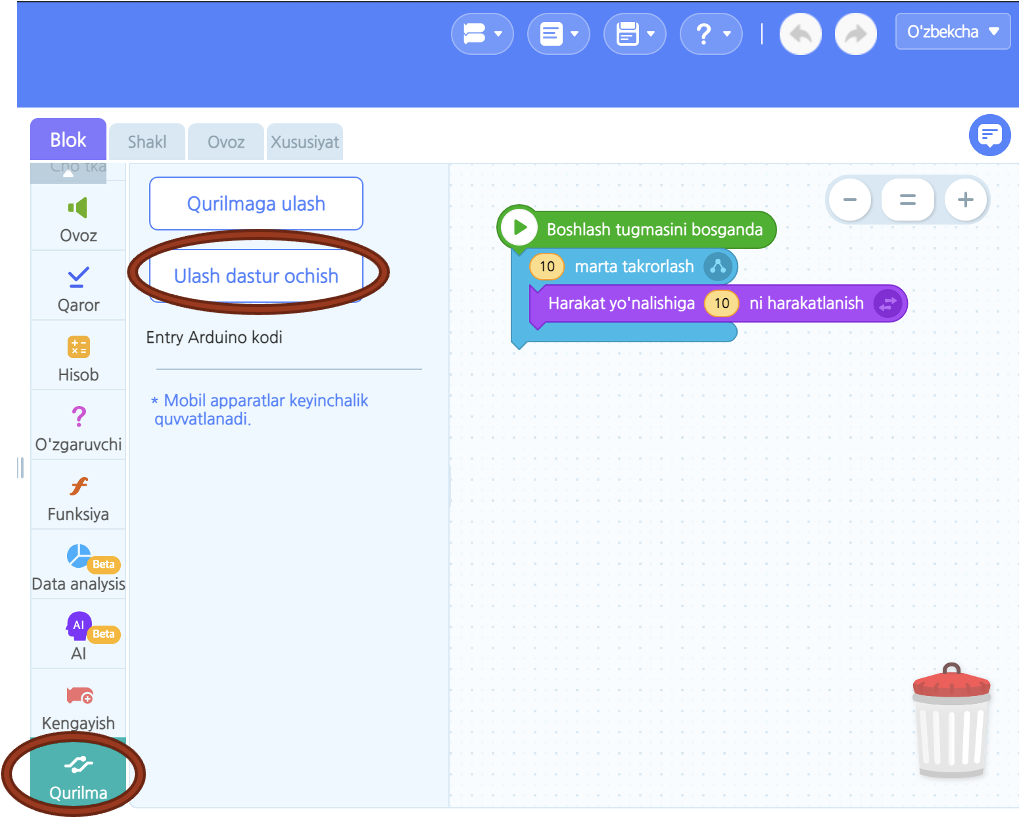 O'zbekcha
Blok
Shakl
Ovoz
Xususiyat
Cho'tka
Ovoz
Qaror
Hisob
O'zgaruvchi
Funksiya
Beta
Data analysis
AI
Beta
AI
Kengayish
Qurilma
Qurilmaga ulash
Ulash dastur ochish
Entry Arduino kodi
* Mobil apparatlar keyinchalik
quvvatlanadi.
Boshlash tugmasini bosganda
10 marta takrorlash
Harakat yo'nalishiga 10 ni harakatlanish